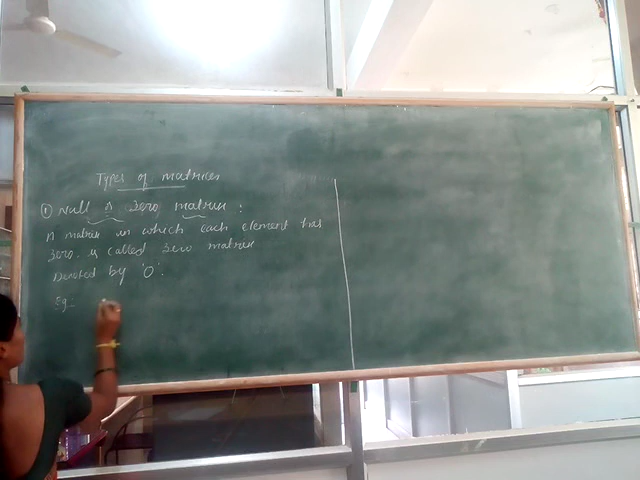 Types of matrices
① Null or zero matrix :
A matrix in which each element has
zero is called zero matrix
Denoted by 'O'.
Eg: